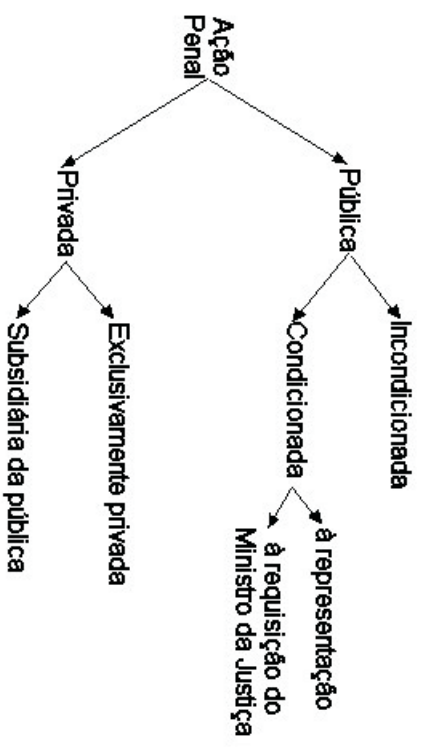 Ação
Penal
Pública
Incondicionada
Condicionada
à representação
à requisição do
Ministro da Justiça
Privada
Exclusivamente privada
Subsidiária da pública